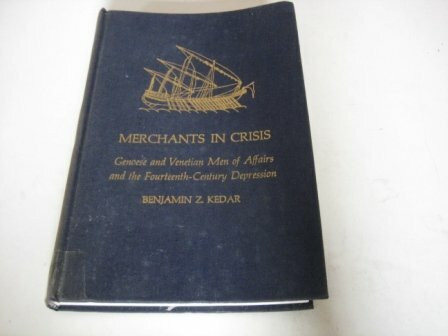 MERCHANTS IN CRISIS
Genoese and Venetian Men of Affairs
and the Fourteenth-Century Depression
BENJAMIN Z. KEDAR